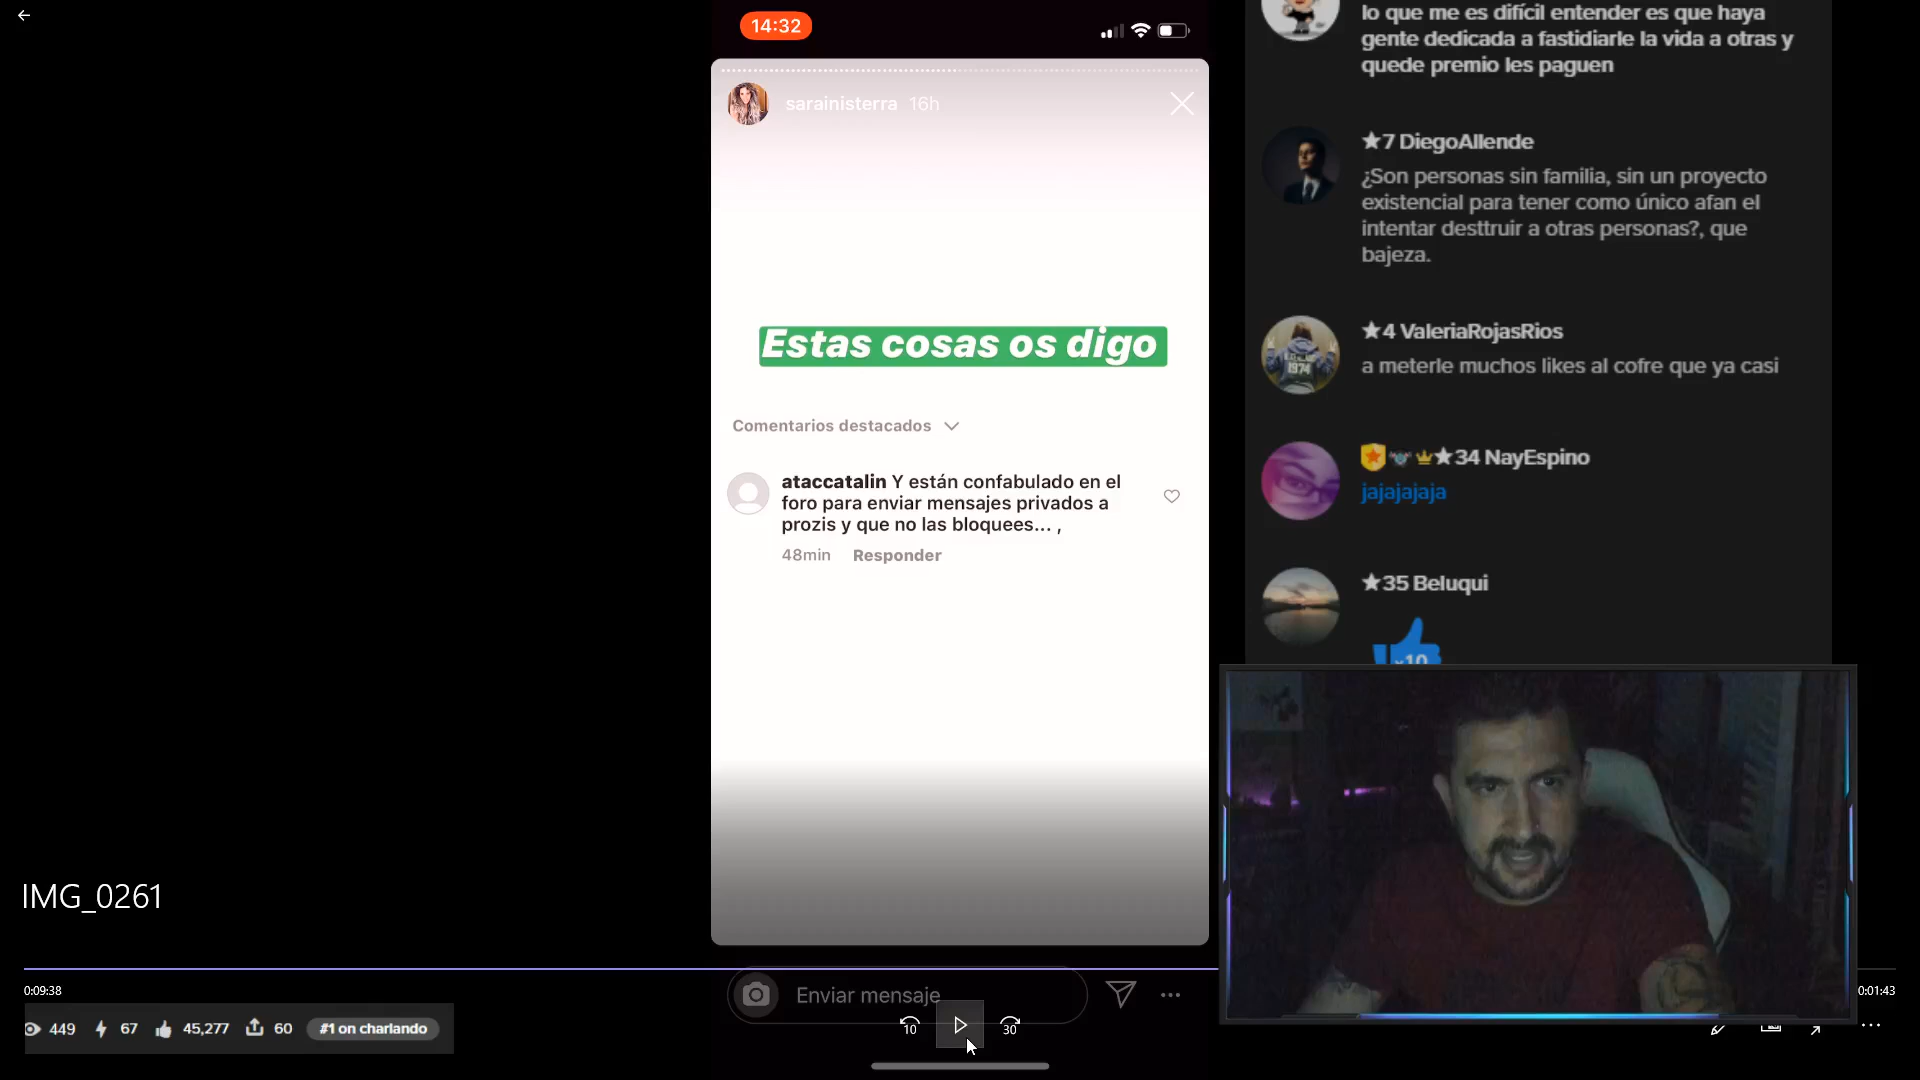 14:32
sarainisterra 16h
Estas cosas os digo
Comentarios destacados
ataccatalin Y están confabulado en el
foro para enviar mensajes privados a
prozis y que no las bloquees... ,
48min Responder
Enviar mensaje
10
30
IMG_0261
0:09:38
449 67 45,277 60 #1 on charlando
lo que me es difícil entender es que haya
gente dedicada a fastidiarle la vida a otras y
quede premio les paguen
★7 DiegoAllende
¿Son personas sin familia, sin un proyecto
existencial para tener como único afan el
intentar desttruir a otras personas?, que
bajeza.
★4 ValeriaRojasRios
1974
a meterle muchos likes al cofre que ya casi
★34 NayEspino
jajajajaja
★35 Beluqui
x10
0:01:43